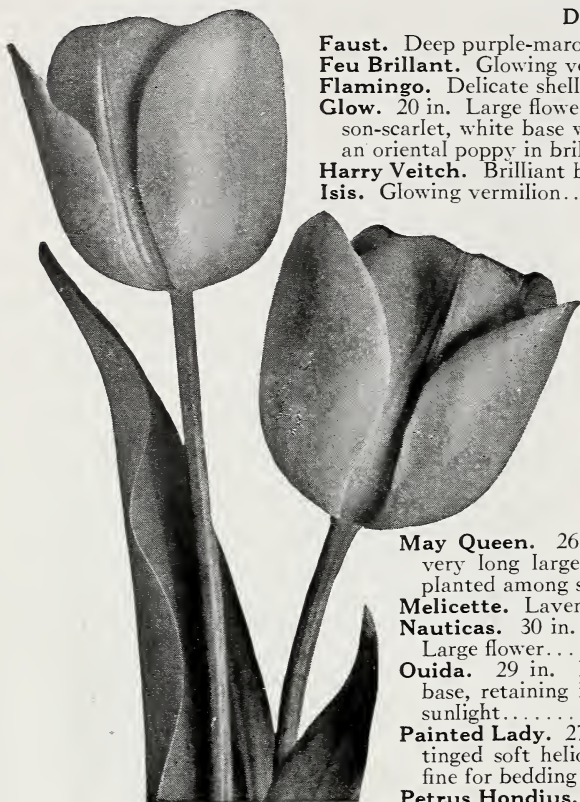 D
Faust. Deep purple-maro
Feu Brillant. Glowing ve
Flamingo. Delicate shell
Glow. 20 in. Large flowe
son-scarlet, white base w
an oriental poppy in bril
Harry Veitch. Brilliant b
Isis. Glowing vermilion..
May Queen. 26
very long large
planted among s
Melicette. Laven
Nauticas. 30 in.
Large flower...
Ouida. 29 in.
base, retaining
sunlight.......
Painted Lady. 27
tinged soft helio
fine for bedding
Petrus Hondius.